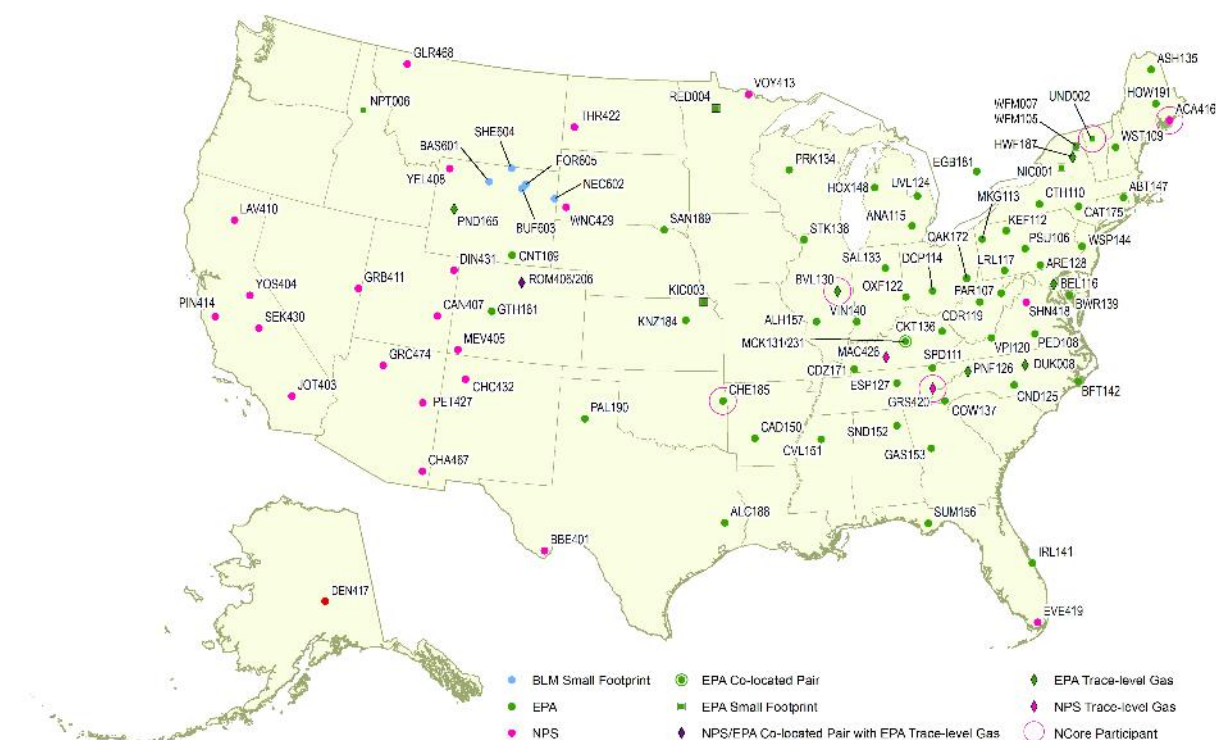 GLR468
VOY413
ASH135
RED004
UND002
HOW191
NPT006
WFM007
ACA416
WFM105
THR422
SHE604
HWF187
WST109
BAS601
FOR605
PRK134
EGB181
NIC001
YEL408
NEC602
HOX148
UVL124
MKG113
CTH110
ABT147
LAV410
PND165
WNC429
SAN189
ANA115
KEF112
CAT175
BUF603
STK138
QAK172
PSU106
WSP144
DIN431
CNT169
SAL133
DCP114
LRL117
ARE128
YOS404
GRB411
ROM406/206
BVL130
OXF122
BEL116
PIN414
CAN407
GTH161
KIC003
PAR107
BWR139
SEK430
KNZ184
ALH157
VIN140
CDR119
SHN418
CKT136
MEV405
MCK131/231
PED108
GRC474
MAC426
SPD111
VPI120
CDZ171
PNF126
DUK008
JOT403
CHC432
CHE185
ESP127
BFT142
PET427
GRS420
CND125
PAL190
COW137
CAD150
SND152
CVL151
GAS153
CHA467
ALC188
SUM156
BBE401
IRL141
DEN417
EVE419
BLM Small Footprint
EPA Co-located Pair
EPA Trace-level Gas
EPA
EPA Small Footprint
NPS Trace-level Gas
NPS
NPS/EPA Co-located Pair with EPA Trace-level Gas
NCore Participant